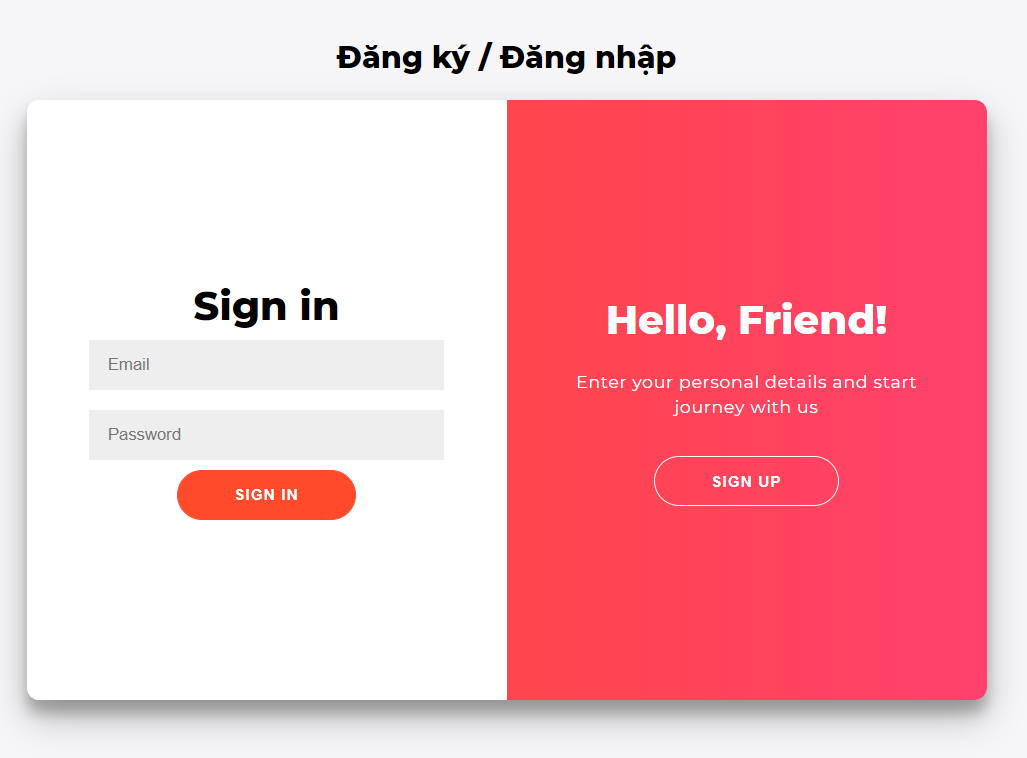 Đăng ký / Đăng nhập
Sign in
Email
Password
SIGN IN
Hello, Friend!
Enter your personal details and start
journey with us
SIGN UP